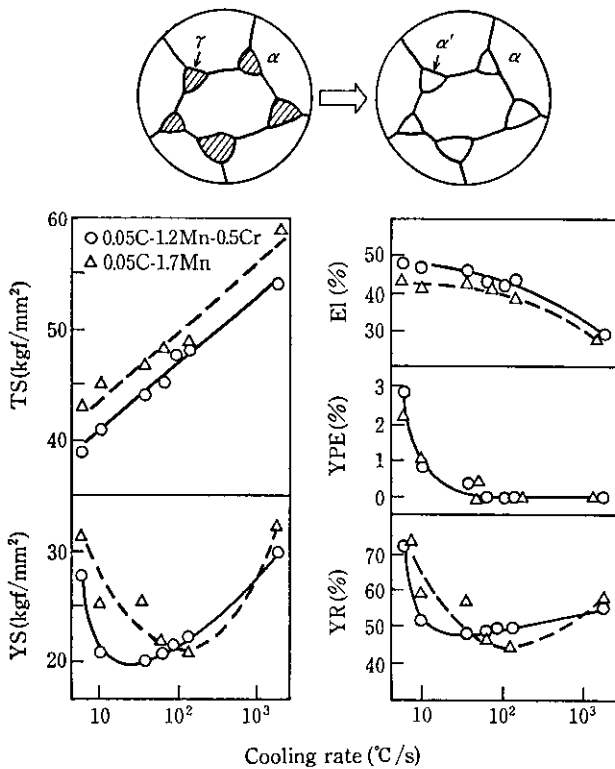 γ
α
α'
α
60
50
40
30
20
TS(kgf/mm²)
YS(kgf/mm²)
○ 0.05C-1.2Mn-0.5Cr
△ 0.05C-1.7Mn
10
10²
10³
50
40
30
El(%)
3
2
1
0
YPE(%)
70
60
50
40
YR(%)
10
10²
10³
Cooling rate (℃/s)